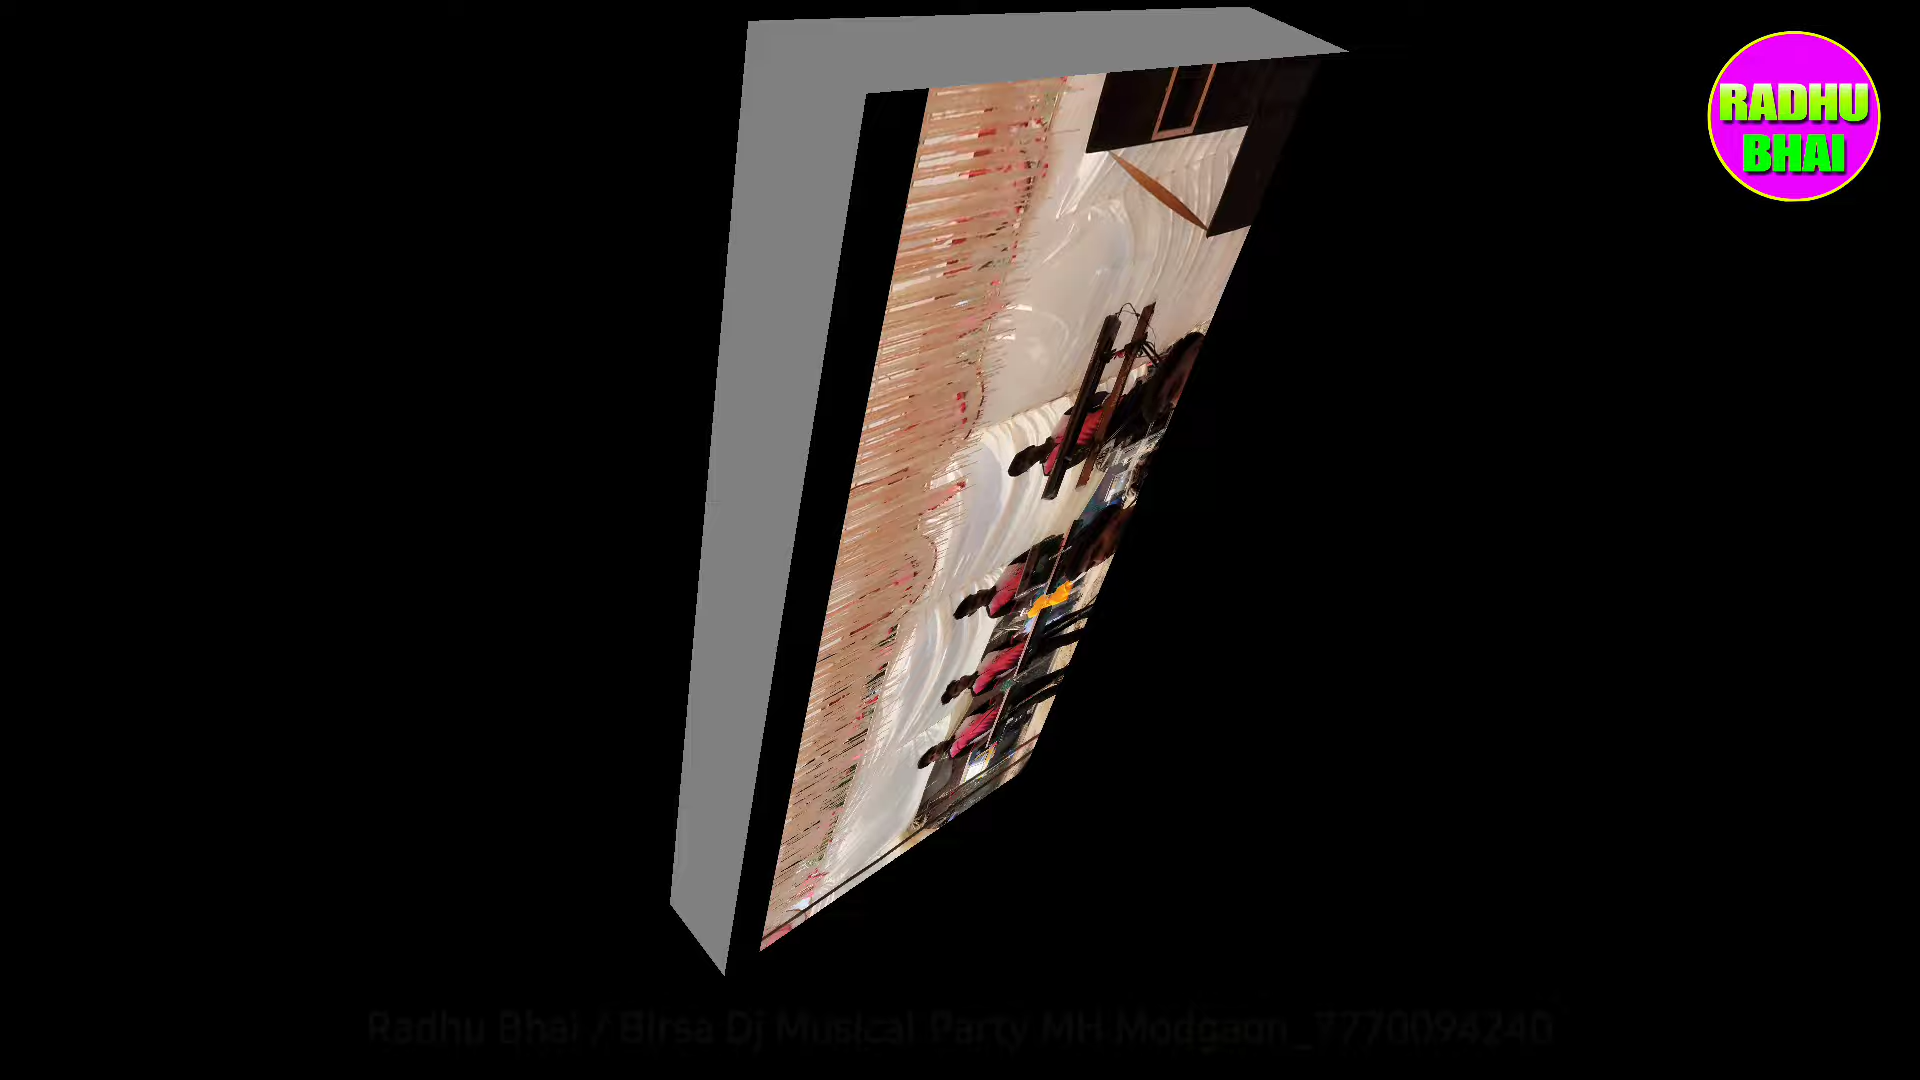 RADHU
BHAI
Radhu Bhai / Birsa Dj Musical Party MH Modgaon_7770094240